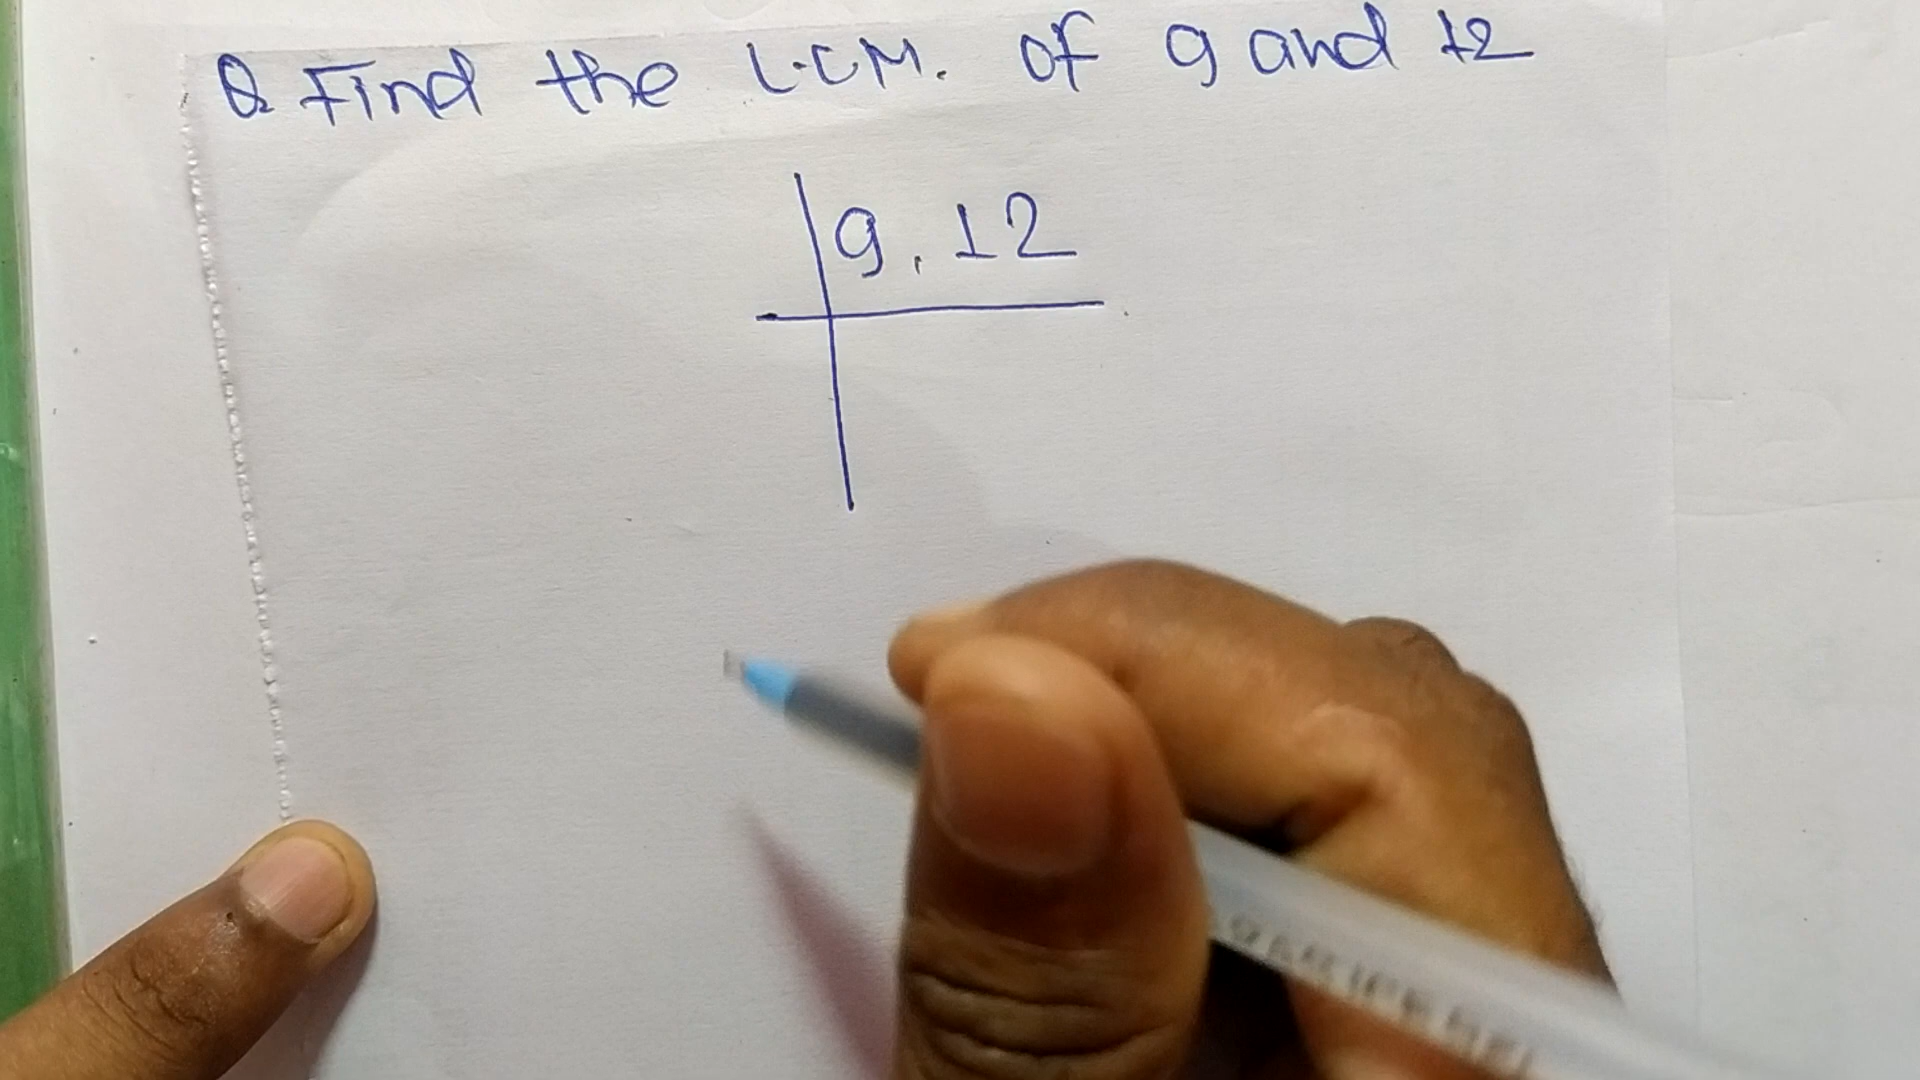 Q Find the L.C.M. of 9 and 12
9, 12